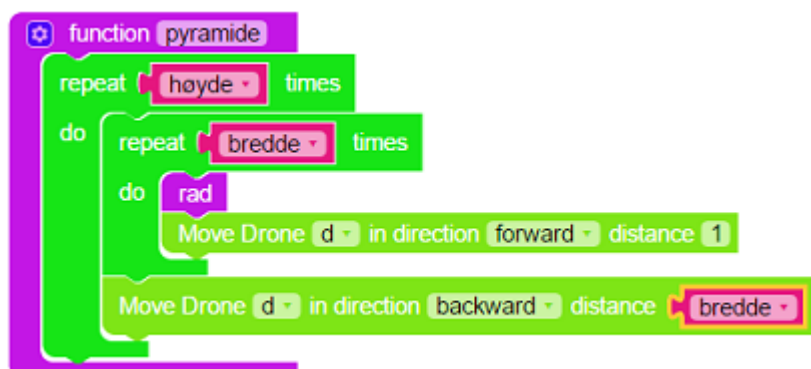 function pyramide
repeat høyde times
do repeat bredde times
do rad
Move Drone d in direction forward distance 1
Move Drone d in direction backward distance bredde